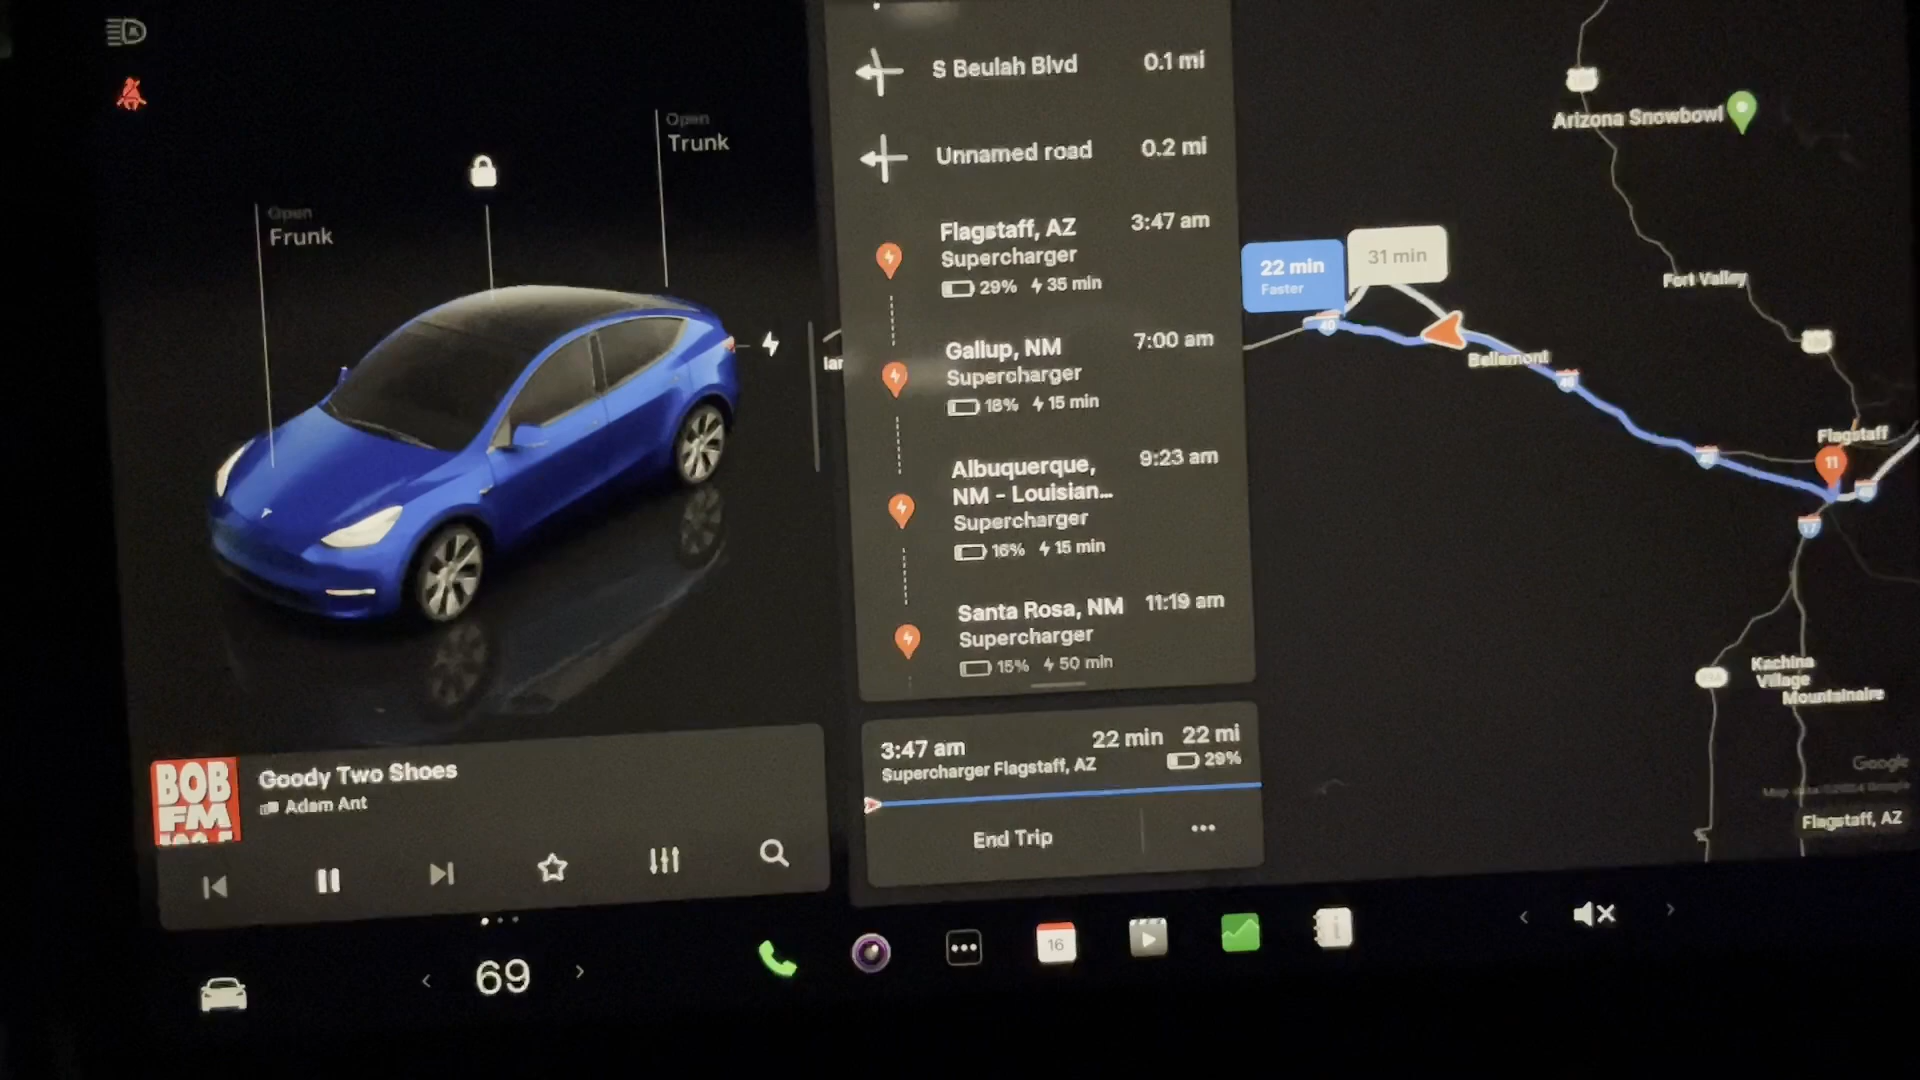 Open
Trunk
Open
Frunk
S Beulah Blvd 0.1 mi
Unnamed road 0.2 mi
Flagstaff, AZ 3:47 am
Supercharger
29% 35 min
Gallup, NM 7:00 am
Supercharger
18% 15 min
Albuquerque, 9:23 am
NM - Louisian...
Supercharger
16% 15 min
Santa Rosa, NM 11:19 am
Supercharger
15% 50 min
3:47 am 22 min 22 mi
Supercharger Flagstaff, AZ 29%
End Trip
BOB
FM
Goody Two Shoes
Adam Ant
69
16
Arizona Snowbowl
22 min
Faster
31 min
Fort Valley
40
Bellemont
40
Flagstaff
11
17
Kachina
Village
Mountainaire
Google
Flagstaff, AZ